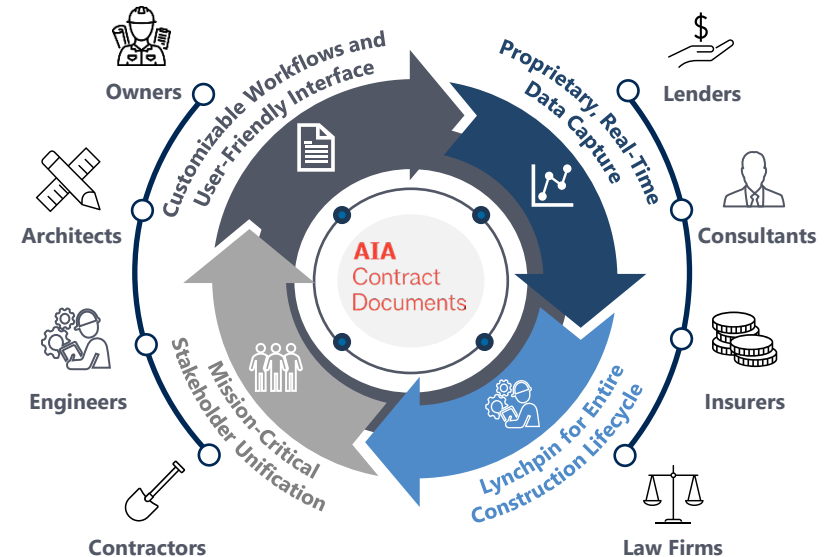 Owners
Architects
Engineers
Contractors
Customizable Workflows and
User-Friendly Interface
Proprietary, Real-Time
Data Capture
AIA
Contract
Documents
Mission-Critical
Stakeholder Unification
Lynchpin for Entire
Construction Lifecycle
$
Lenders
Consultants
Insurers
Law Firms